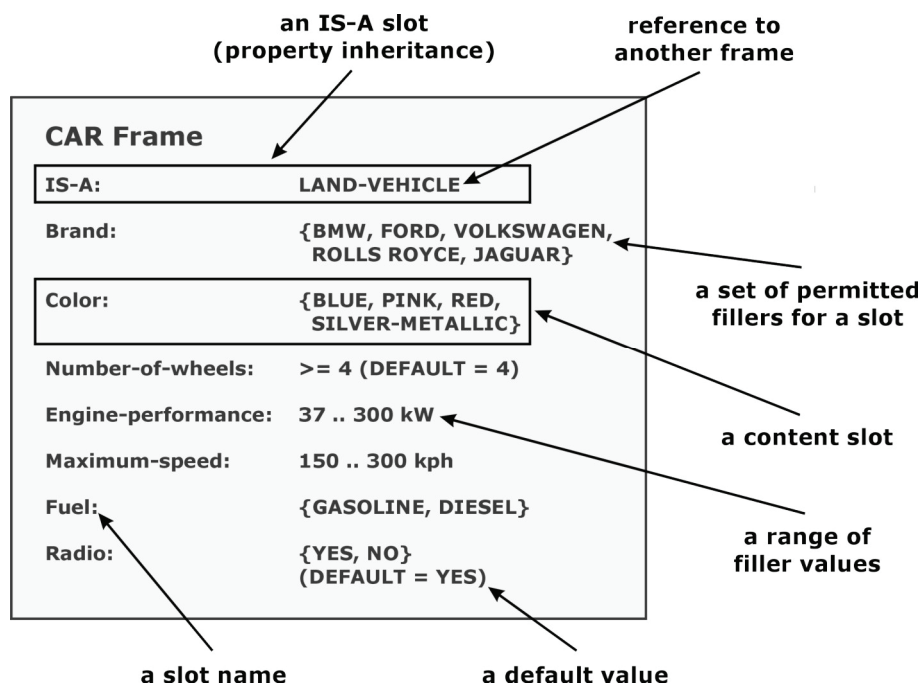 an IS-A slot
(property inheritance)
reference to
another frame
CAR Frame
IS-A: LAND-VEHICLE
Brand: {BMW, FORD, VOLKSWAGEN,
ROLLS ROYCE, JAGUAR}
a set of permitted
fillers for a slot
Color: {BLUE, PINK, RED,
SILVER-METALLIC}
Number-of-wheels: >= 4 (DEFAULT = 4)
Engine-performance: 37 .. 300 kW
a content slot
Maximum-speed: 150 .. 300 kph
Fuel: {GASOLINE, DIESEL}
a range of
filler values
Radio: {YES, NO}
(DEFAULT = YES)
a slot name
a default value